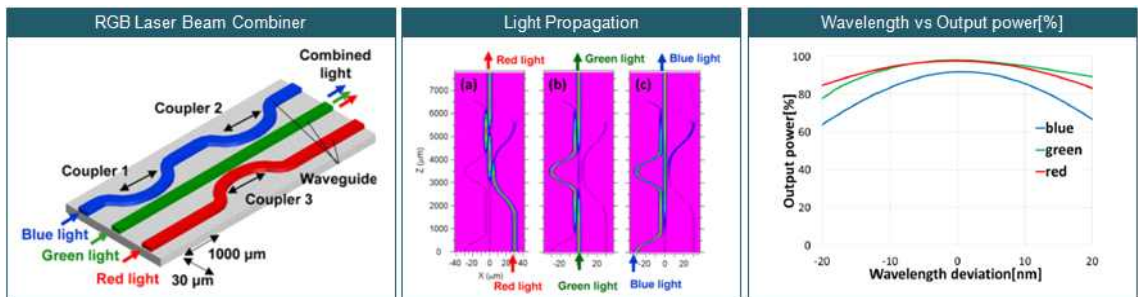 RGB Laser Beam Combiner
Combined
light
Coupler 2
Coupler 1
Waveguide
Coupler 3
Blue light
Green light
Red light
1000 µm
30 µm
Light Propagation
Red light
Green light
Blue light
(a)
(b)
(c)
7000
6000
5000
4000
3000
2000
1000
0
Z (µm)
-40
-20
0
20
40
-20
0
20
-20
0
20
X (µm)
Red light
Green light
Blue light
Wavelength vs Output power[%]
100
80
60
40
20
0
Output power[%]
blue
green
red
-20
-10
0
10
20
Wavelength deviation[nm]